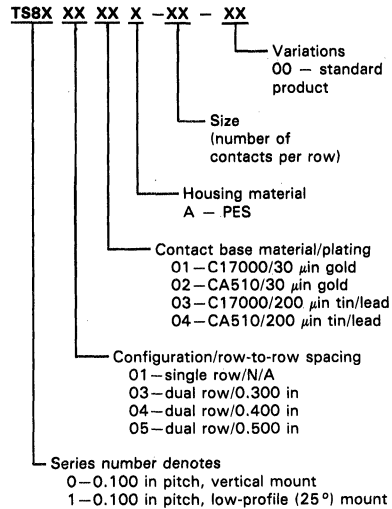 TS8X XX XX X –XX – XX
Variations
00 – standard
product
Size
(number of
contacts per row)
Housing material
A – PES
Contact base material/plating
01–C17000/30 μin gold
02–CA510/30 μin gold
03–C17000/200 μin tin/lead
04–CA510/200 μin tin/lead
Configuration/row-to-row spacing
01–single row/N/A
03–dual row/0.300 in
04–dual row/0.400 in
05–dual row/0.500 in
Series number denotes
0–0.100 in pitch, vertical mount
1–0.100 in pitch, low-profile (25°) mount